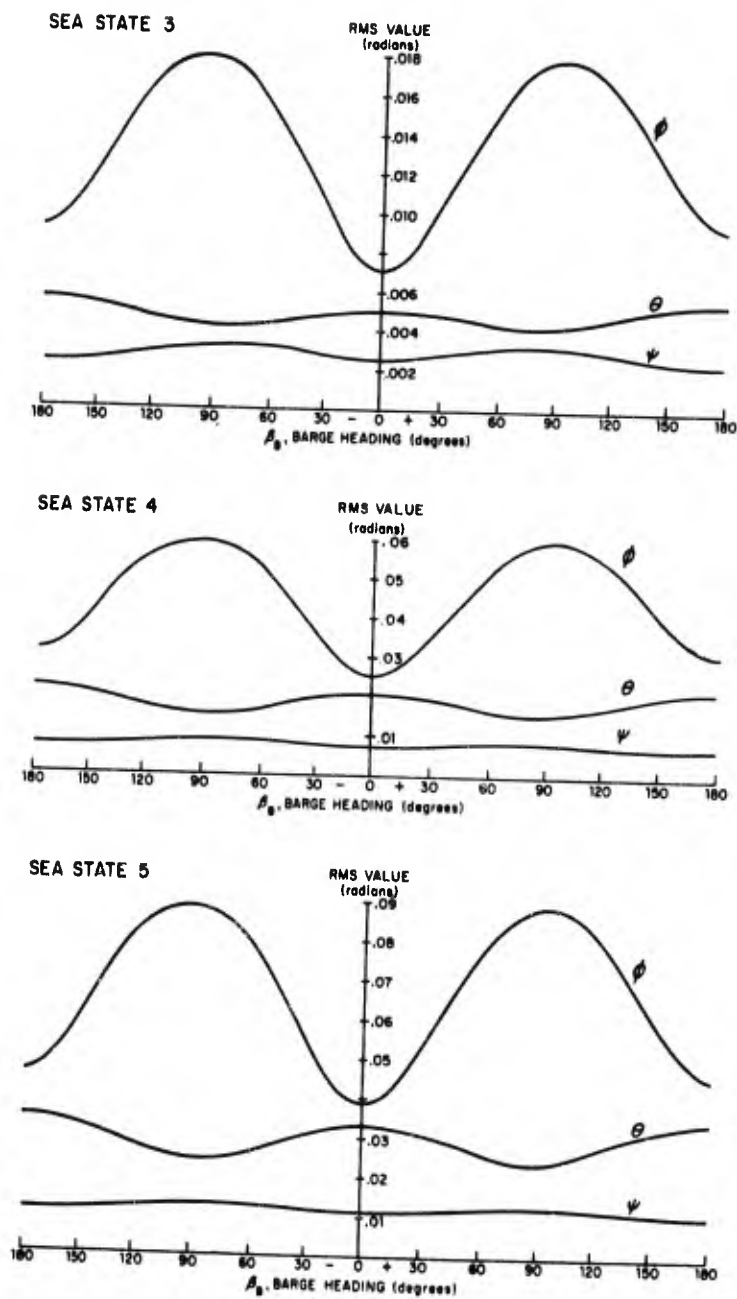 SEA STATE 3
RMS VALUE
(radians)
.018
.016
.014
.012
.010
.006
.004
.002
ϕ
θ
ψ
180 150 120 90 60 30 - 0 + 30 60 90 120 150 180
β_B, BARGE HEADING (degrees)
SEA STATE 4
RMS VALUE
(radians)
.06
.05
.04
.03
.01
ϕ
θ
ψ
180 150 120 90 60 30 - 0 + 30 60 90 120 150 180
β_B, BARGE HEADING (degrees)
SEA STATE 5
RMS VALUE
(radians)
.09
.08
.07
.06
.05
.03
.02
.01
ϕ
θ
ψ
180 150 120 90 60 30 - 0 + 30 60 90 120 150 180
β_B, BARGE HEADING (degrees)